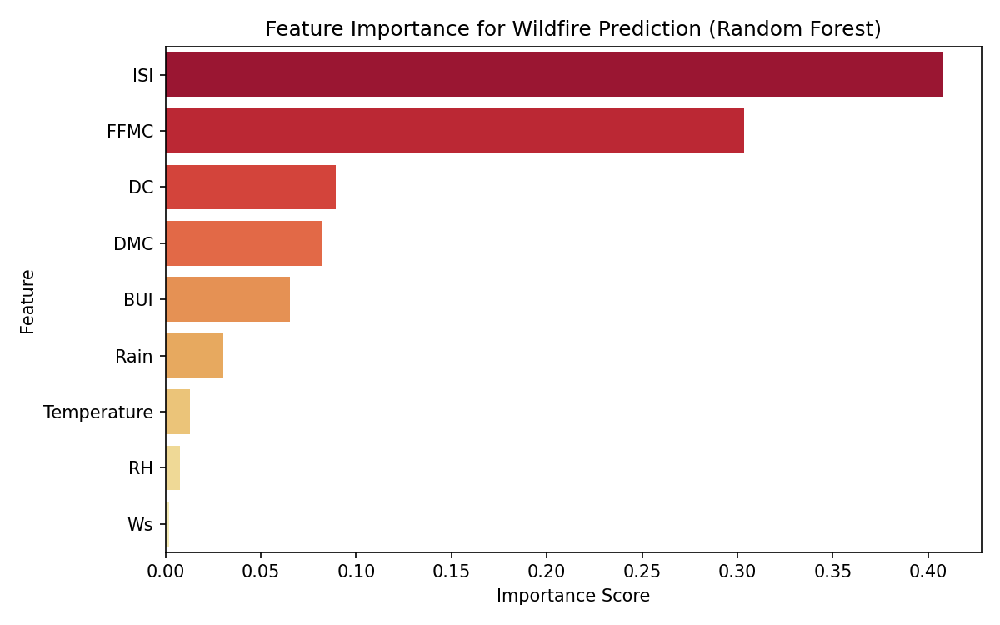 Feature Importance for Wildfire Prediction (Random Forest)
Feature
ISI
FFMC
DC
DMC
BUI
Rain
Temperature
RH
Ws
0.00 0.05 0.10 0.15 0.20 0.25 0.30 0.35 0.40
Importance Score